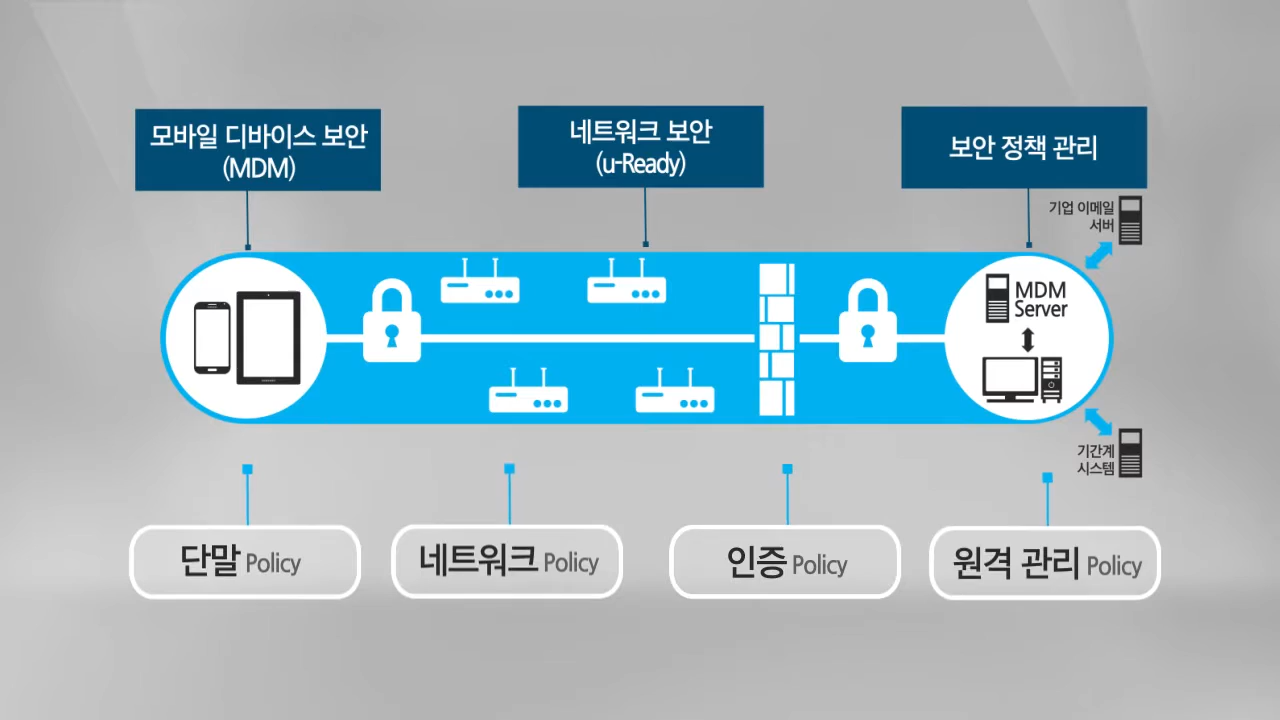 모바일 디바이스 보안
(MDM)
네트워크 보안
(u-Ready)
보안 정책 관리
기업 이메일
서버
MDM
Server
기간계
시스템
단말 Policy
네트워크 Policy
인증 Policy
원격 관리 Policy